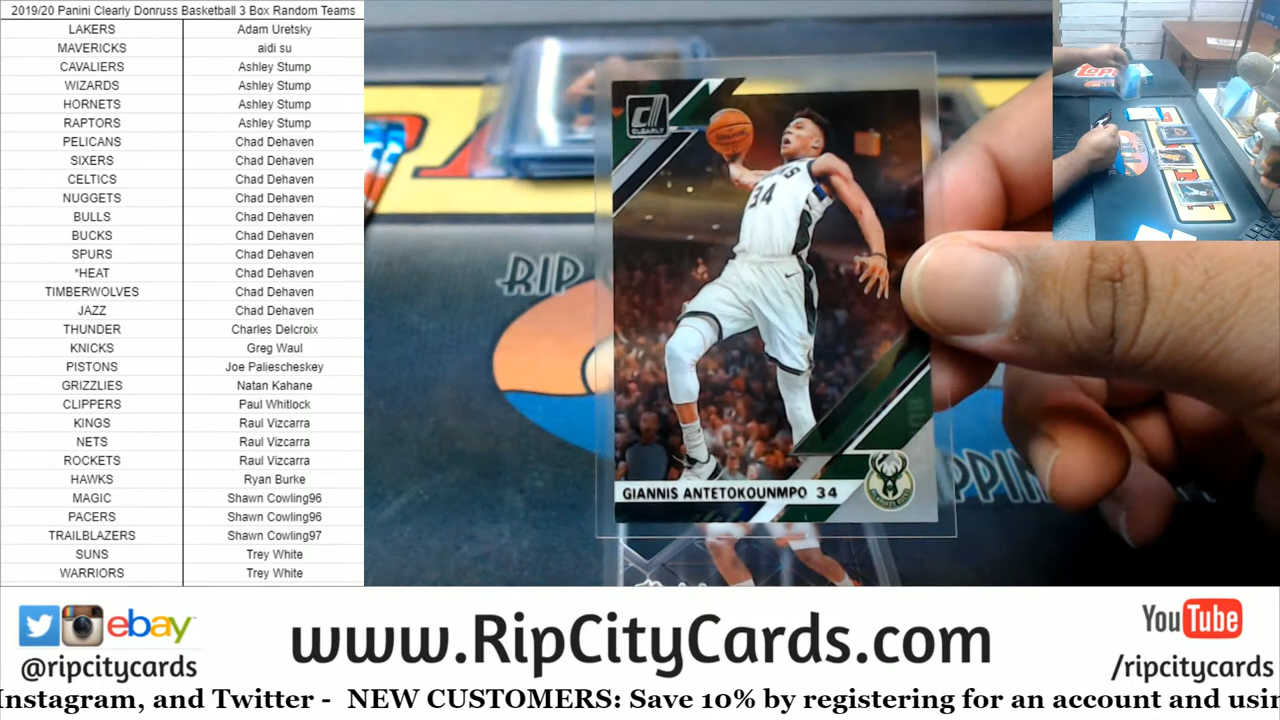 2019/20 Panini Clearly Donruss Basketball 3 Box Random Teams
LAKERS Adam Uretsky
MAVERICKS aidi su
CAVALIERS Ashley Stump
WIZARDS Ashley Stump
HORNETS Ashley Stump
RAPTORS Ashley Stump
PELICANS Chad Dehaven
SIXERS Chad Dehaven
CELTICS Chad Dehaven
NUGGETS Chad Dehaven
BULLS Chad Dehaven
BUCKS Chad Dehaven
SPURS Chad Dehaven
*HEAT Chad Dehaven
TIMBERWOLVES Chad Dehaven
JAZZ Chad Dehaven
THUNDER Charles Delcroix
KNICKS Greg Waul
PISTONS Joe Paliescheskey
GRIZZLIES Natan Kahane
CLIPPERS Paul Whitlock
KINGS Raul Vizcarra
NETS Raul Vizcarra
ROCKETS Raul Vizcarra
HAWKS Ryan Burke
MAGIC Shawn Cowling96
PACERS Shawn Cowling96
TRAILBLAZERS Shawn Cowling97
SUNS Trey White
WARRIORS Trey White
CLEARLY
34
RIP
PPIN
GIANNIS ANTETOKOUNMPO 34
ebay
@ripcitycards
www.RipCityCards.com
YouTube
/ripcitycards
Instagram, and Twitter - NEW CUSTOMERS: Save 10% by registering for an account and usin